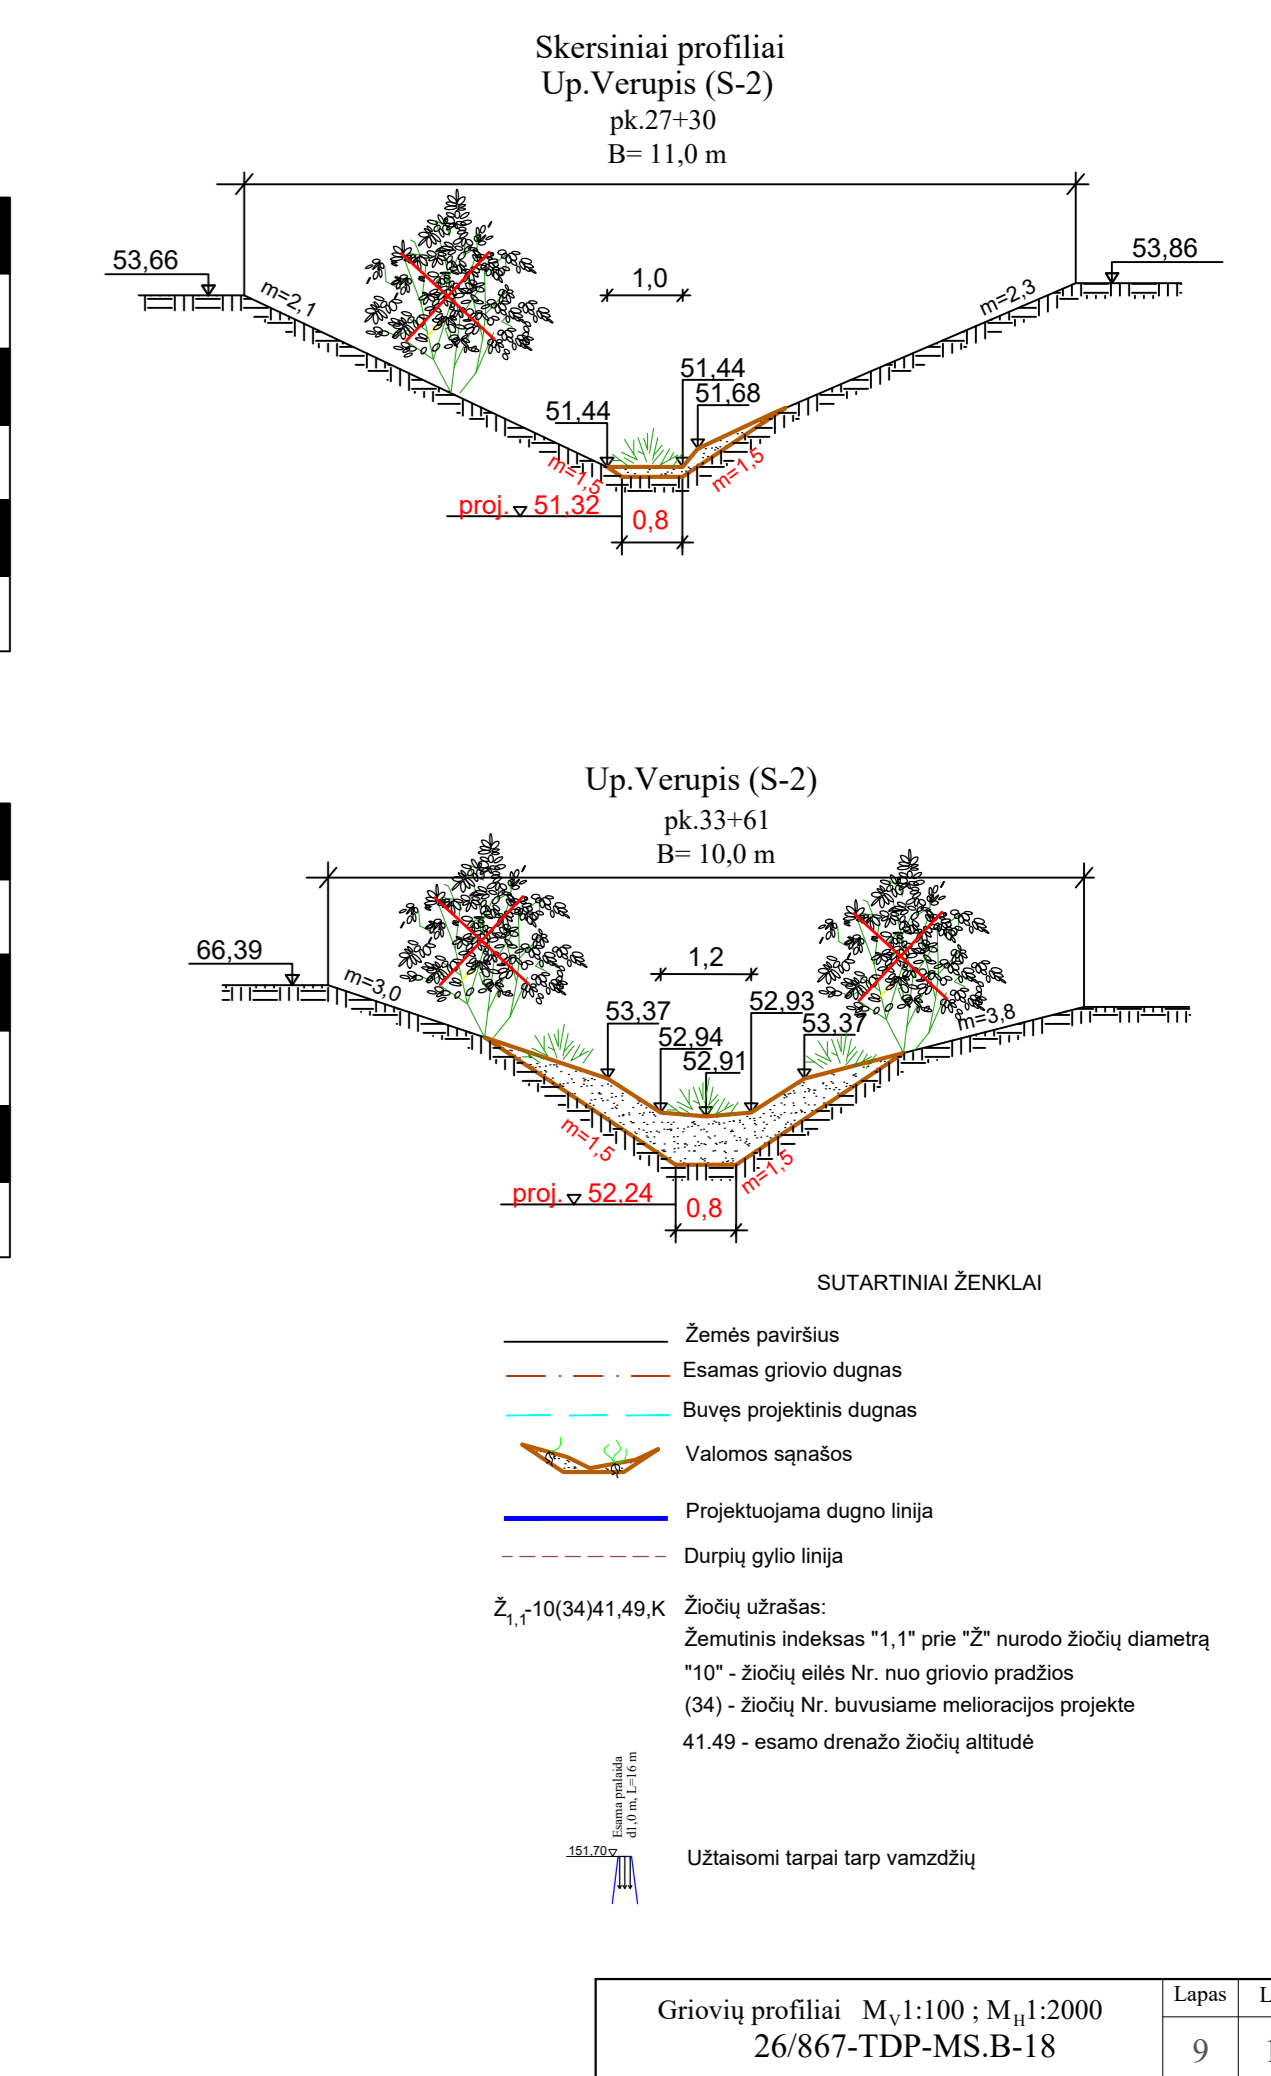 Skersiniai profiliai
Up.Verupis (S-2)
pk.27+30
B= 11,0 m
53,66
53,86
m=2,1
1,0
m=2,3
51,44
51,68
51,44
m=1,5
m=1,5
proj. 51,32
0,8
Up.Verupis (S-2)
pk.33+61
B= 10,0 m
66,39
m=3,0
1,2
53,37
52,93
52,94
53,37
m=3,8
52,91
m=1,5
m=1,5
proj. 52,24
0,8
SUTARTINIAI ŽENKLAI
Žemės paviršius
Esamas griovio dugnas
Buvęs projektinis dugnas
Valomos sąnašos
Projektuojama dugno linija
Durpių gylio linija
Ž1,1-10(34)41,49,K Žiočių užrašas:
Žemutinis indeksas "1,1" prie "Ž" nurodo žiočių diametrą
"10" - žiočių eilės Nr. nuo griovio pradžios
(34) - žiočių Nr. buvusiame melioracijos projekte
41.49 - esamo drenažo žiočių altitudė
Esama pralaida
d1,0 m, L=16 m
151,70
Užtaisomi tarpai tarp vamzdžių
Griovių profiliai MV1:100 ; MH1:2000
26/867-TDP-MS.B-18
Lapas
9